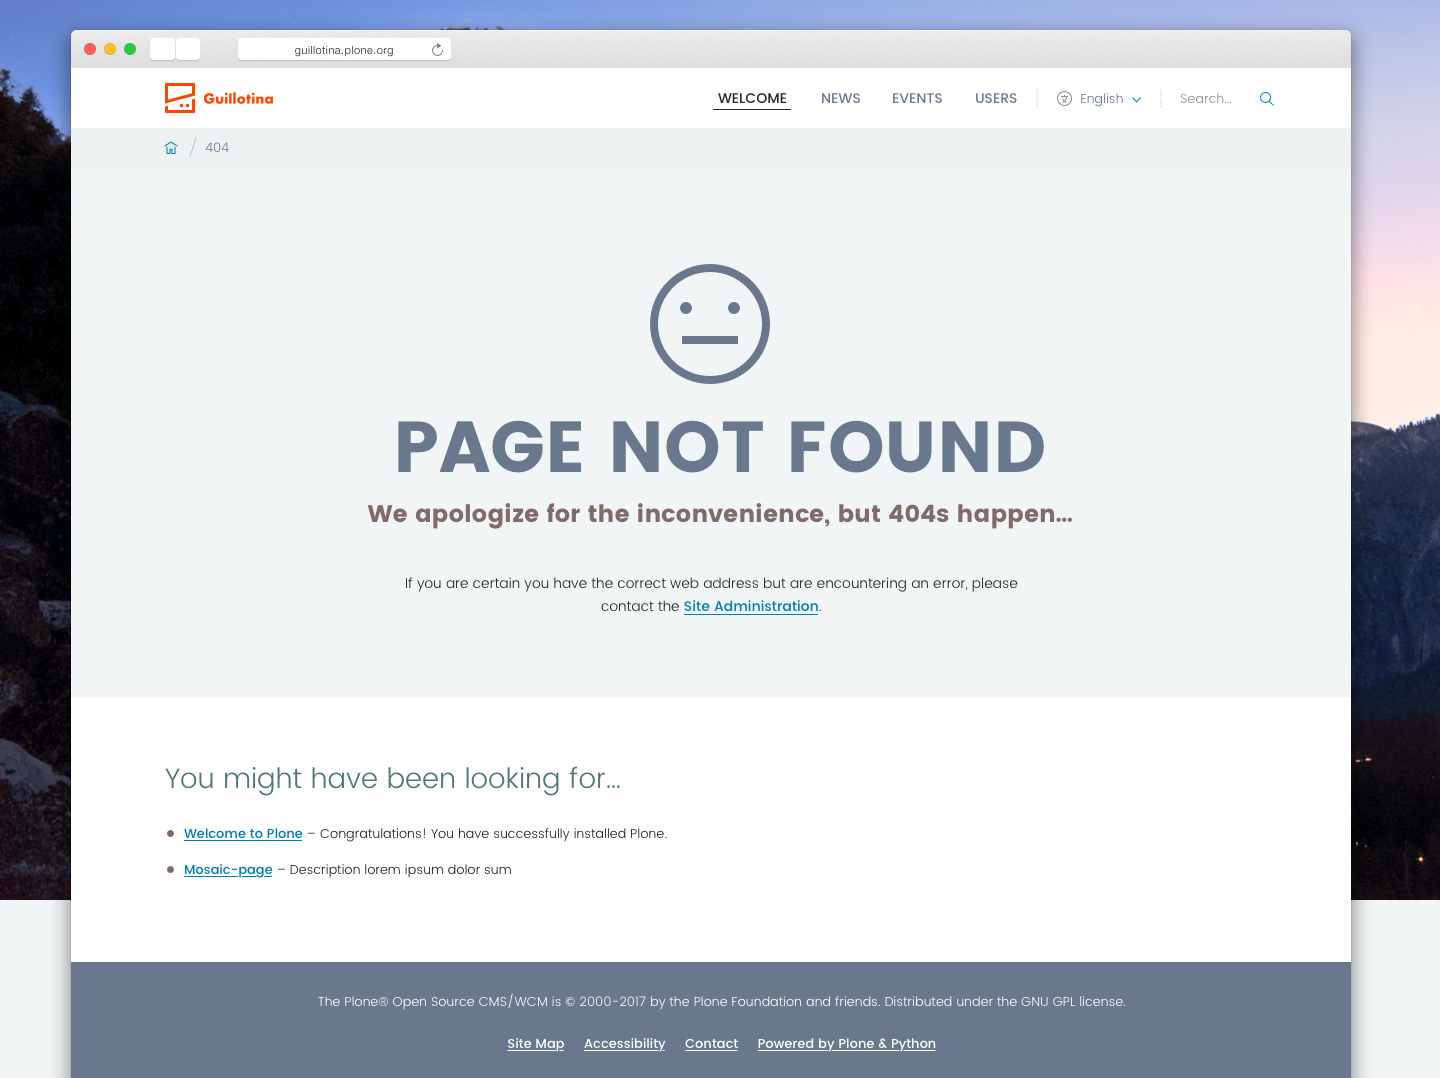 guillotina.plone.org
Guillotina
WELCOME NEWS EVENTS USERS English Search...
/ 404
PAGE NOT FOUND
We apologize for the inconvenience, but 404s happen...
If you are certain you have the correct web address but are encountering an error, please
contact the Site Administration.
You might have been looking for...
Welcome to Plone – Congratulations! You have successfully installed Plone.
Mosaic-page – Description lorem ipsum dolor sum
The Plone® Open Source CMS/WCM is © 2000-2017 by the Plone Foundation and friends. Distributed under the GNU GPL license.
Site Map Accessibility Contact Powered by Plone & Python